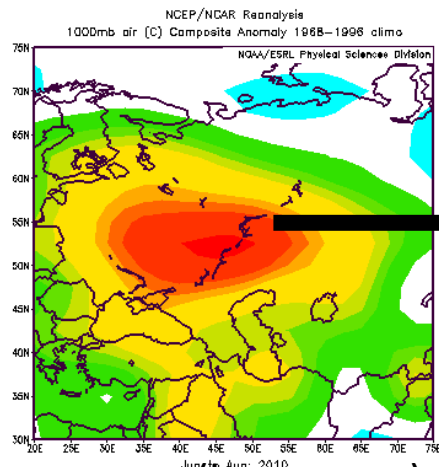 NCEP/NCAR Reanalysis
1000mb air (C) Composite Anomaly 1968-1996 climo
NOAA/ESRL Physical Sciences Division
75N
70N
65N
60N
55N
50N
45N
40N
35N
30N
20E 25E 30E 35E 40E 45E 50E 55E 60E 65E 70E 75E
Jun to Aug: 2010